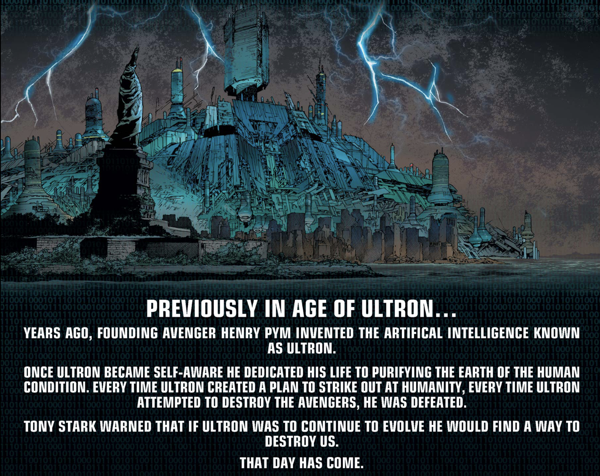 PREVIOUSLY IN AGE OF ULTRON...
YEARS AGO, FOUNDING AVENGER HENRY PYM INVENTED THE ARTIFICAL INTELLIGENCE KNOWN
AS ULTRON.
ONCE ULTRON BECAME SELF-AWARE HE DEDICATED HIS LIFE TO PURIFYING THE EARTH OF THE HUMAN
CONDITION. EVERY TIME ULTRON CREATED A PLAN TO STRIKE OUT AT HUMANITY, EVERY TIME ULTRON
ATTEMPTED TO DESTROY THE AVENGERS, HE WAS DEFEATED.
TONY STARK WARNED THAT IF ULTRON WAS TO CONTINUE TO EVOLVE HE WOULD FIND A WAY TO
DESTROY US.
THAT DAY HAS COME.